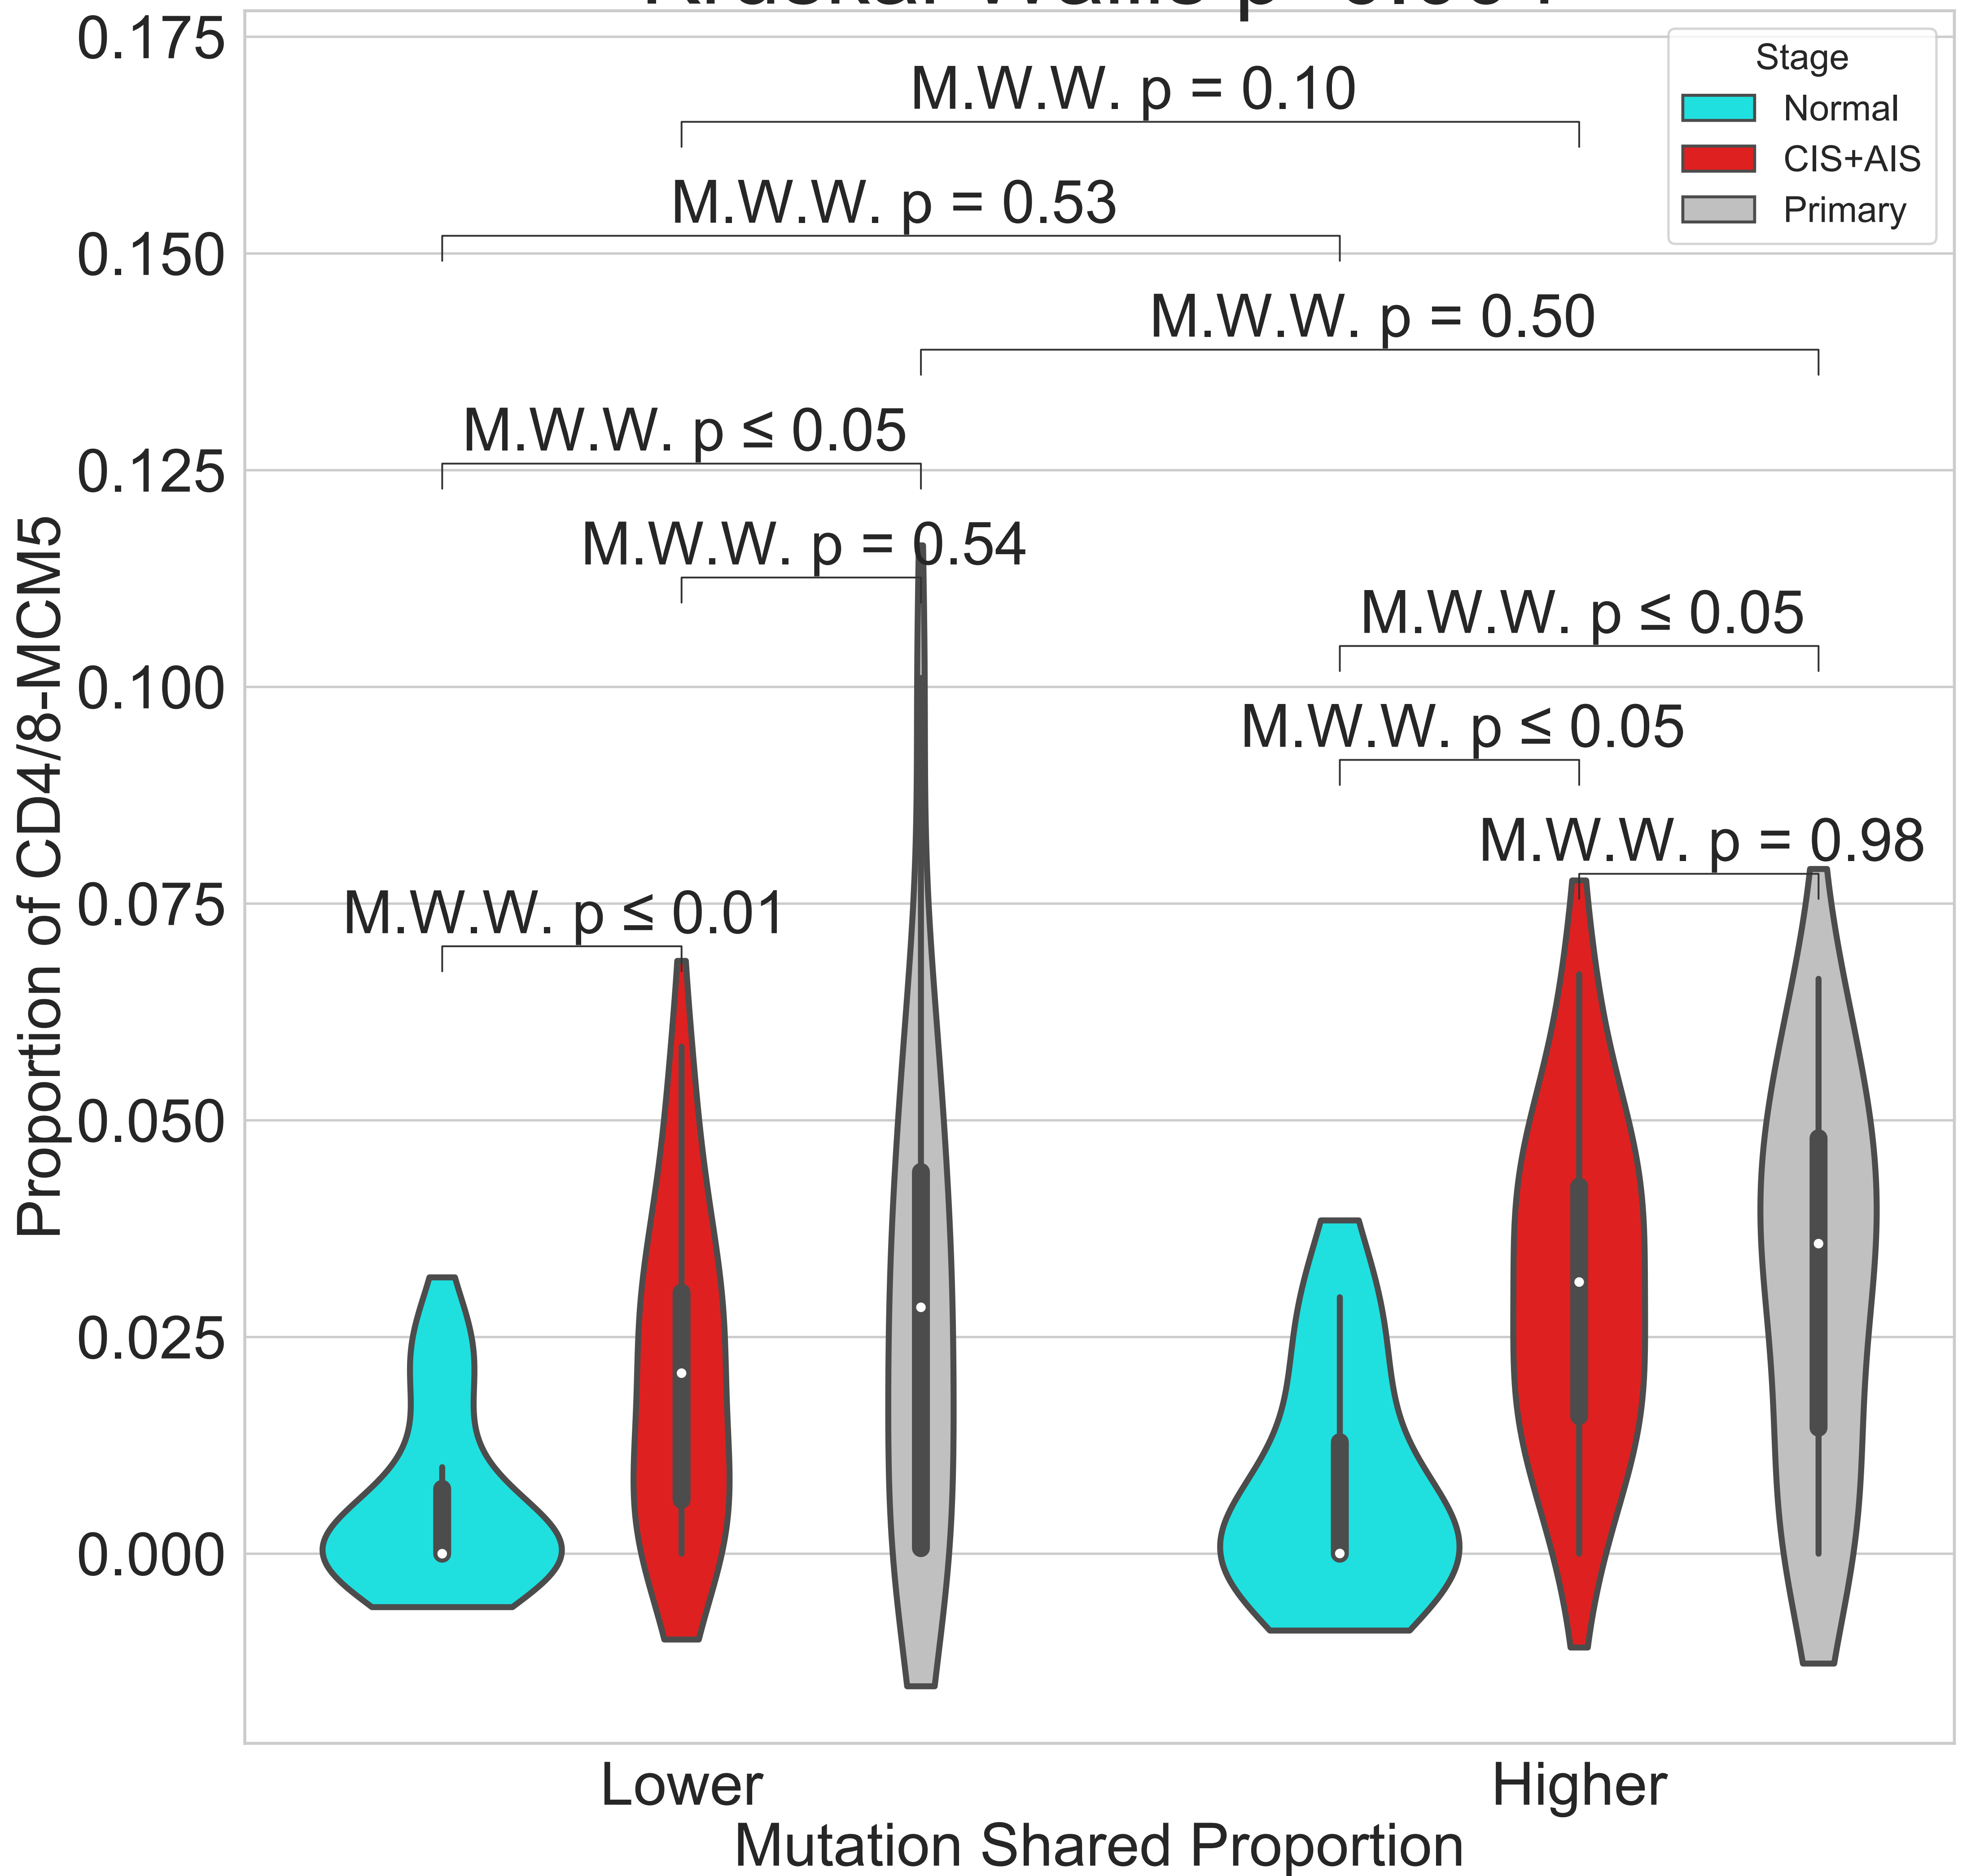 0.175
0.150
0.125
0.100
0.075
0.050
0.025
0.000
Proportion of CD4/8-MCM5
M.W.W. p = 0.10
M.W.W. p = 0.53
M.W.W. p = 0.50
M.W.W. p ≤ 0.05
M.W.W. p = 0.54
M.W.W. p ≤ 0.05
M.W.W. p ≤ 0.05
M.W.W. p = 0.98
M.W.W. p ≤ 0.01
Stage
Normal
CIS+AIS
Primary
Lower
Higher
Mutation Shared Proportion